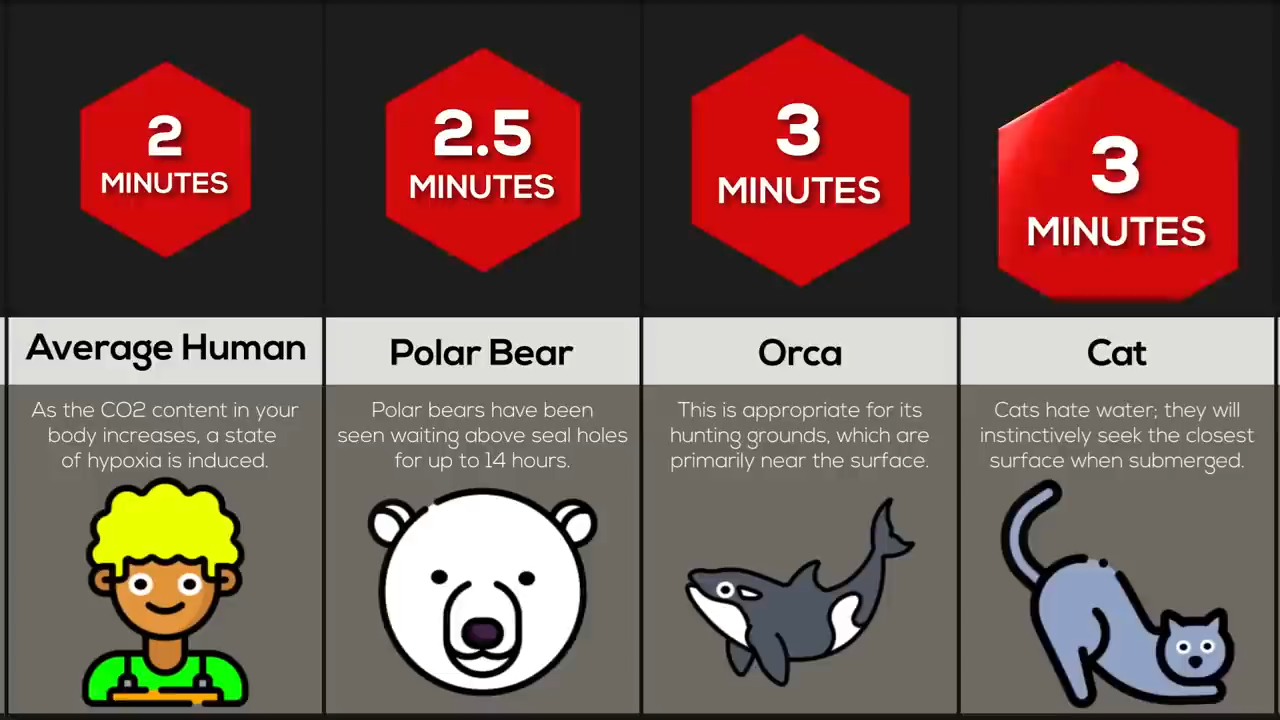 2
MINUTES
2.5
MINUTES
3
MINUTES
3
MINUTES
Average Human
Polar Bear
Orca
Cat
As the CO2 content in your
body increases, a state
of hypoxia is induced.
Polar bears have been
seen waiting above seal holes
for up to 14 hours.
This is appropriate for its
hunting grounds, which are
primarily near the surface.
Cats hate water; they will
instinctively seek the closest
surface when submerged.